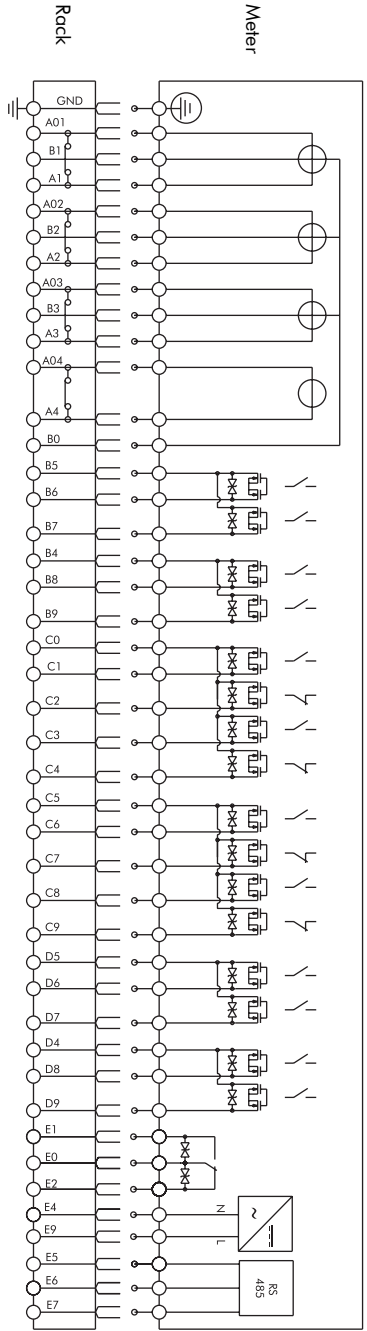 Rack
Meter
GND
A01
B1
A1
A02
B2
A2
A03
B3
A3
A04
A4
B0
B5
B6
B7
B4
B8
B9
C0
C1
C2
C3
C4
C5
C6
C7
C8
C9
D5
D6
D7
D4
D8
D9
E1
E0
E2
E4
N
E9
L
~
E5
RS
485
E6
E7